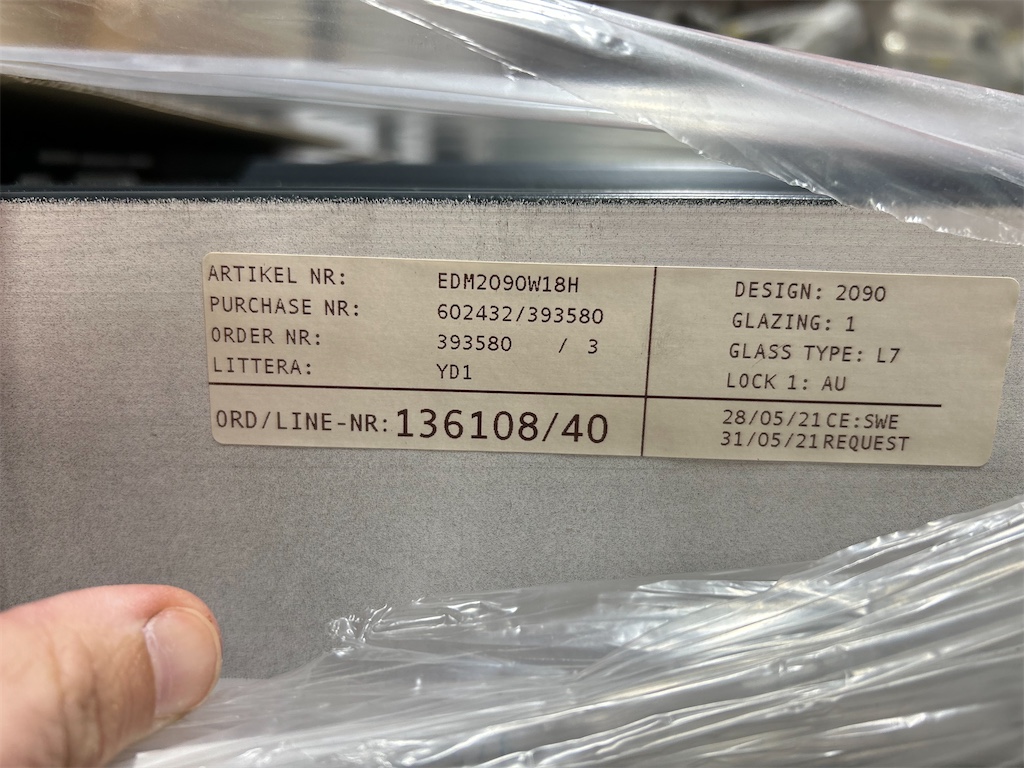 ARTIKEL NR: EDM2090W18H
PURCHASE NR: 602432/393580
ORDER NR: 393580 / 3
LITTERA: YD1
ORD/LINE-NR: 136108/40
DESIGN: 2090
GLAZING: 1
GLASS TYPE: L7
LOCK 1: AU
28/05/21 CE:SWE
31/05/21 REQUEST